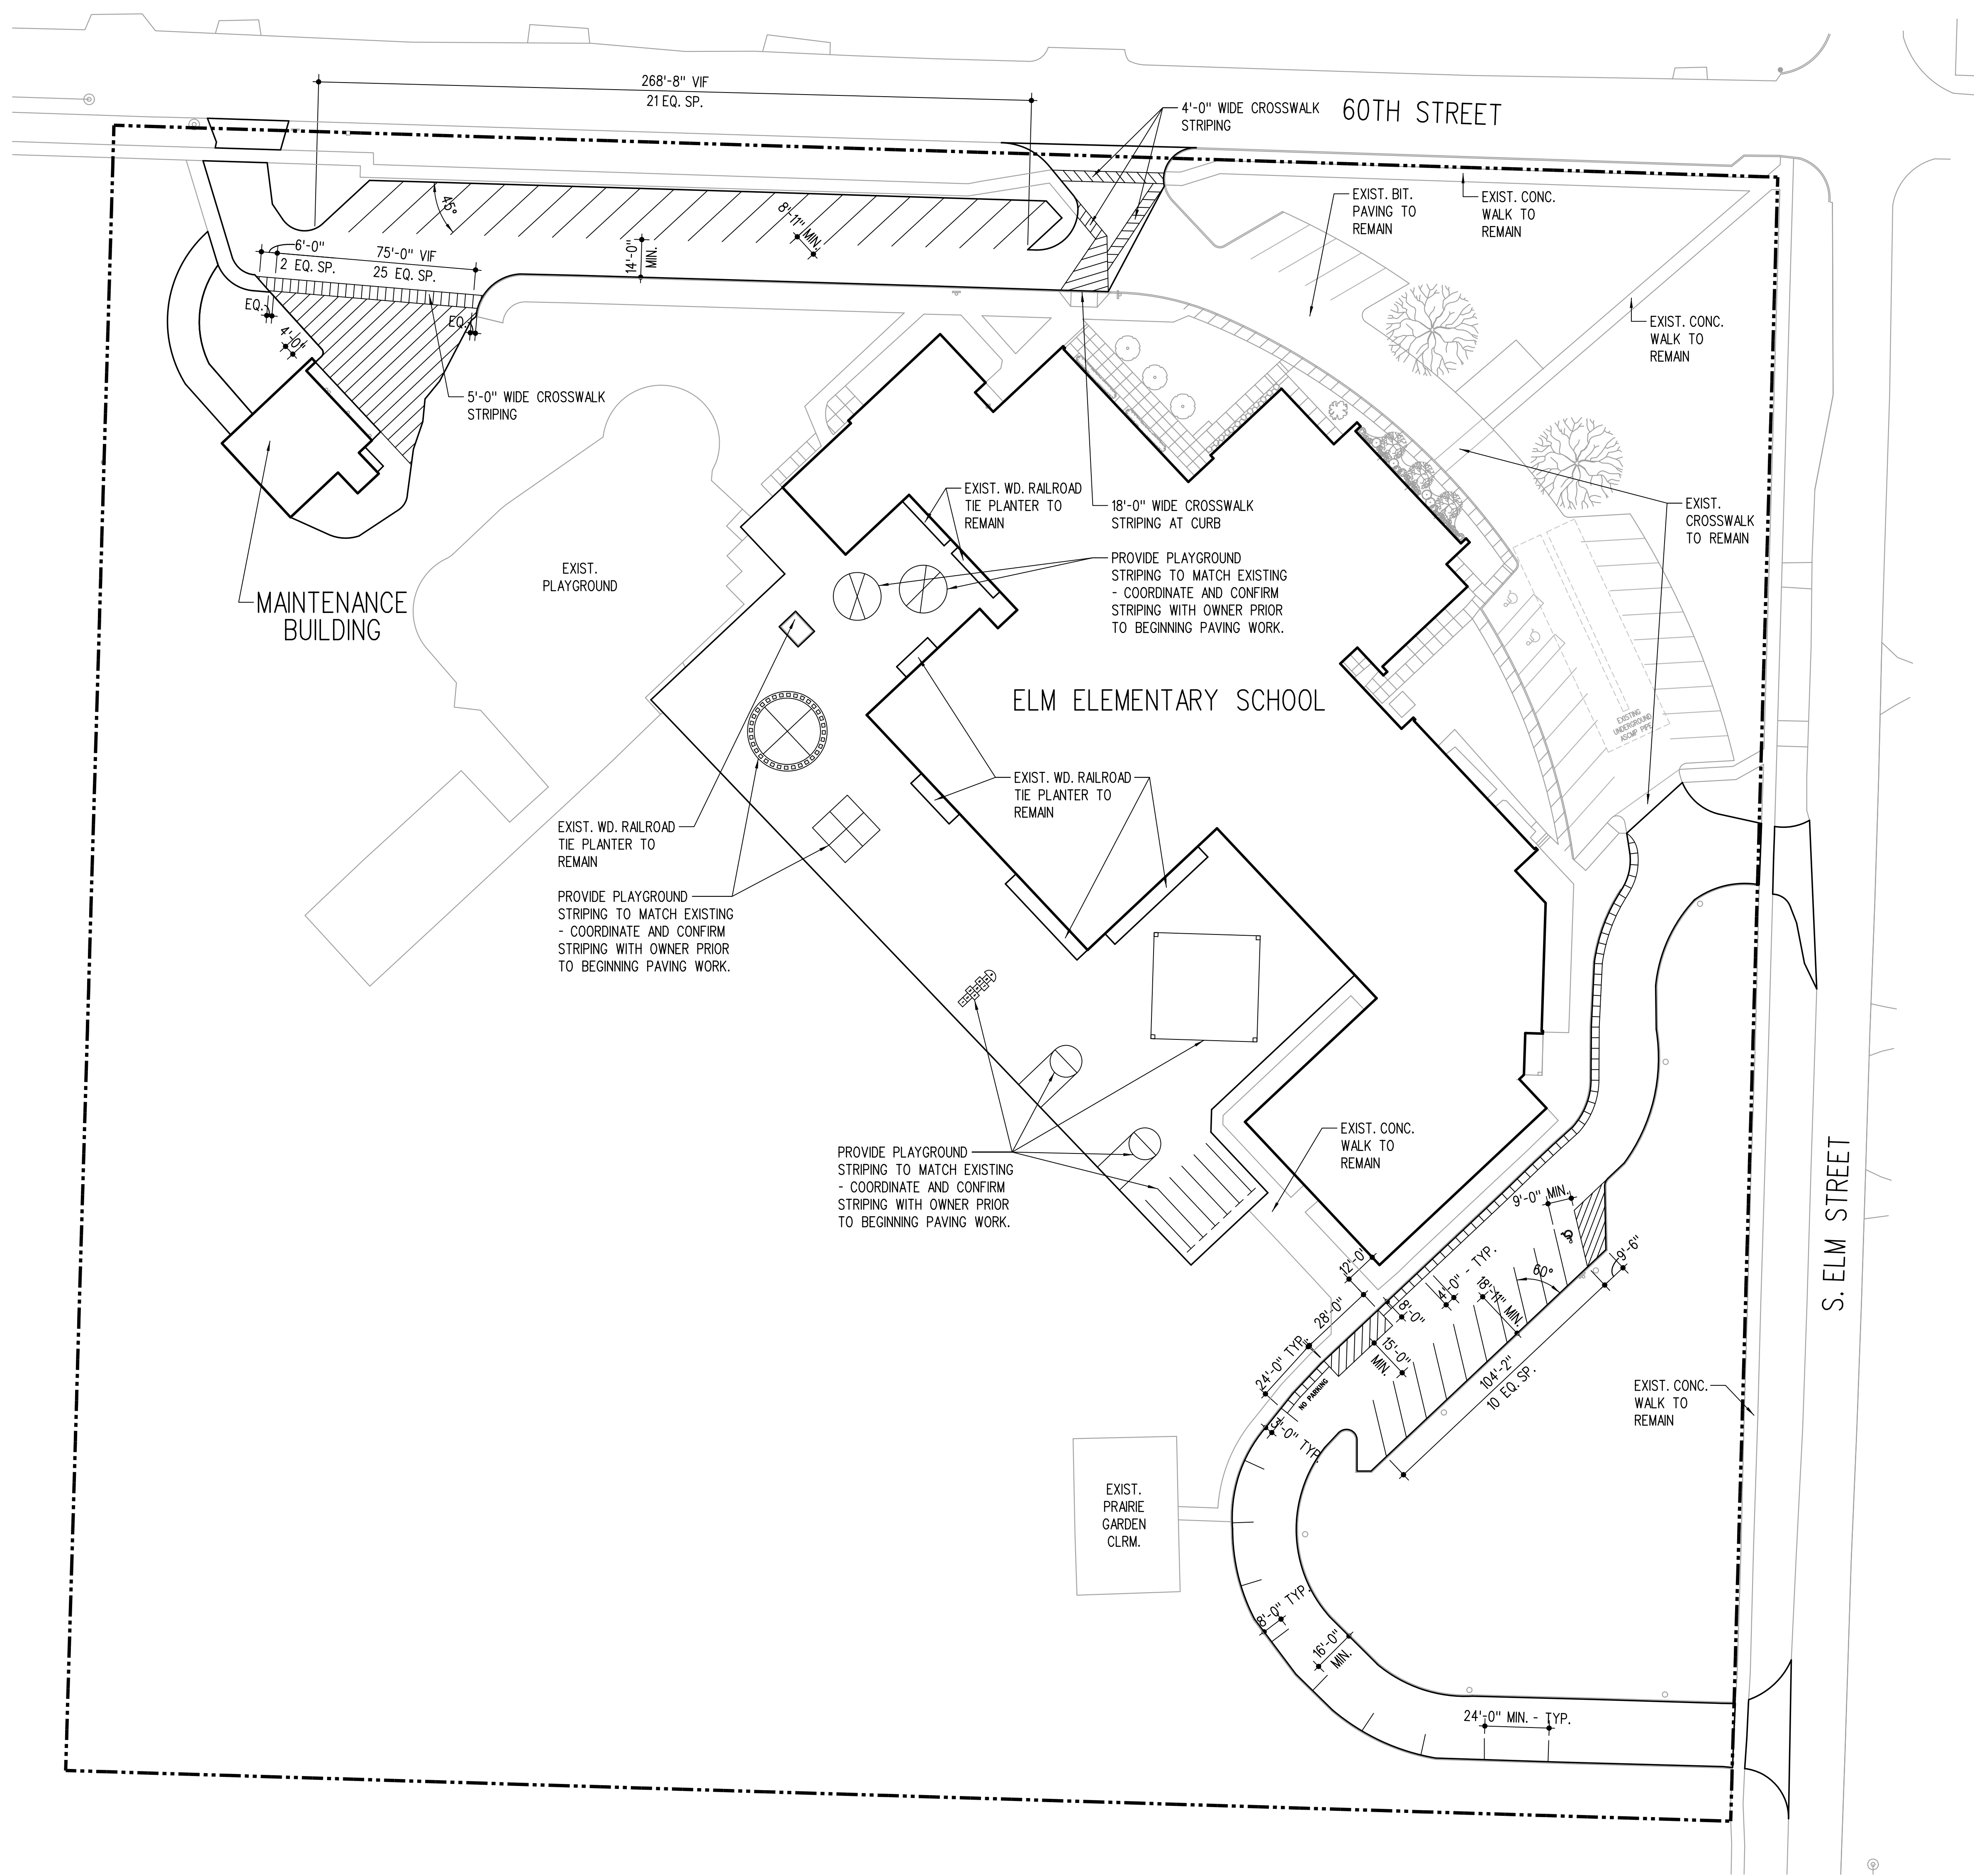 268'-8" VIF
21 EQ. SP.
4'-0" WIDE CROSSWALK
STRIPING
60TH STREET
EXIST. BIT.
PAVING TO
REMAIN
EXIST. CONC.
WALK TO
REMAIN
45°
8'-11" MIN.
14'-0"
MIN.
6'-0"
2 EQ. SP.
75'-0" VIF
25 EQ. SP.
EQ.
EQ.
4'-0"
5'-0" WIDE CROSSWALK
STRIPING
EXIST. CONC.
WALK TO
REMAIN
EXIST. WD. RAILROAD
TIE PLANTER TO
REMAIN
18'-0" WIDE CROSSWALK
STRIPING AT CURB
EXIST.
CROSSWALK
TO REMAIN
PROVIDE PLAYGROUND
STRIPING TO MATCH EXISTING
- COORDINATE AND CONFIRM
STRIPING WITH OWNER PRIOR
TO BEGINNING PAVING WORK.
EXIST.
PLAYGROUND
MAINTENANCE
BUILDING
ELM ELEMENTARY SCHOOL
EXISTING
UNDERGROUND
ASCMP PIPE
EXIST. WD. RAILROAD
TIE PLANTER TO
REMAIN
EXIST. WD. RAILROAD
TIE PLANTER TO
REMAIN
PROVIDE PLAYGROUND
STRIPING TO MATCH EXISTING
- COORDINATE AND CONFIRM
STRIPING WITH OWNER PRIOR
TO BEGINNING PAVING WORK.
EXIST. CONC.
WALK TO
REMAIN
PROVIDE PLAYGROUND
STRIPING TO MATCH EXISTING
- COORDINATE AND CONFIRM
STRIPING WITH OWNER PRIOR
TO BEGINNING PAVING WORK.
S. ELM STREET
9'-0" MIN.
9'-6"
60°
12'-0"
4'-0" - TYP.
18'-11" MIN.
28'-0"
8'-0"
24'-0" TYP.
15'-0"
MIN.
104'-2"
10 EQ. SP.
NO PARKING
3'-0" TYP.
EXIST. CONC.
WALK TO
REMAIN
EXIST.
PRAIRIE
GARDEN
CLRM.
8'-0" TYP.
16'-0"
MIN.
24'-0" MIN. - TYP.